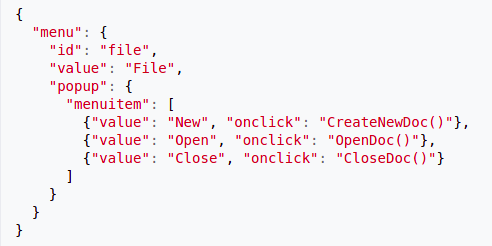 {
  "menu": {
    "id": "file",
    "value": "File",
    "popup": {
      "menuitem": [
        {"value": "New", "onclick": "CreateNewDoc()"},
        {"value": "Open", "onclick": "OpenDoc()"},
        {"value": "Close", "onclick": "CloseDoc()"}
      ]
    }
  }
}